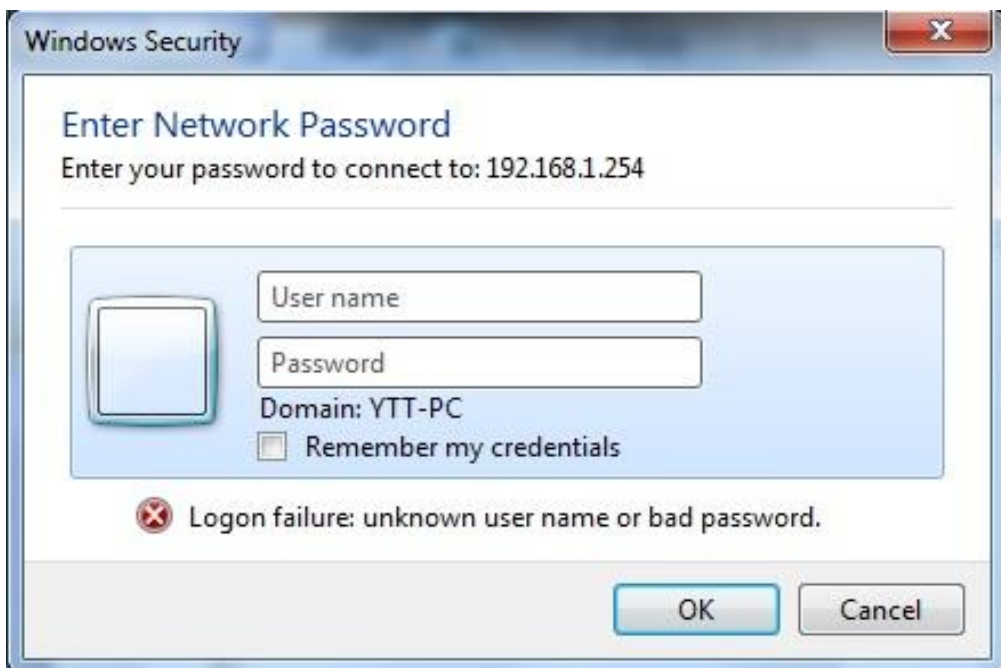 Windows Security
Enter Network Password
Enter your password to connect to: 192.168.1.254
User name
Password
Domain: YTT-PC
Remember my credentials
Logon failure: unknown user name or bad password.
OK
Cancel